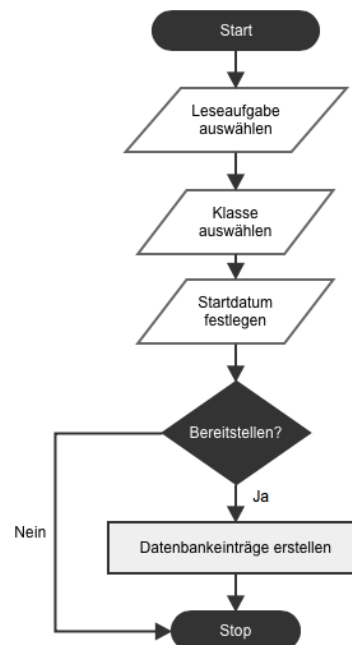 Start
Leseaufgabe
auswählen
Klasse
auswählen
Startdatum
festlegen
Bereitstellen?
Ja
Nein
Datenbankeinträge erstellen
Stop